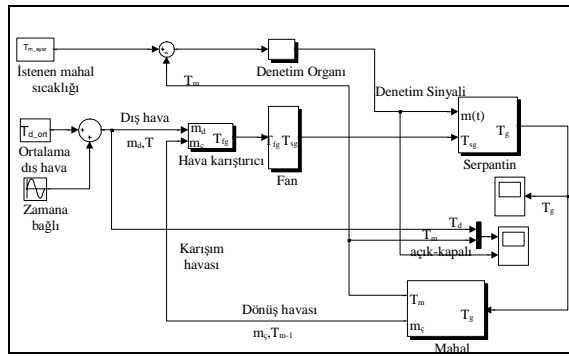 T_m_ayar
İstenen mahal
sıcaklığı
T_m
Denetim Organı
Denetim Sinyali
m(t)
T_g
T_sg
Serpantin
T_d_ort
Ortalama
dış hava
Dış hava
m_d,T
m_d
m_ç
T_fg
Hava karıştırıcı
T_fg
T_sg
Fan
Zamana
bağlı
T_g
T_d
T_m
açık-kapalı
Karışım
havası
Dönüş havası
m_ç,T_m-1
T_m
m_ç
T_g
Mahal